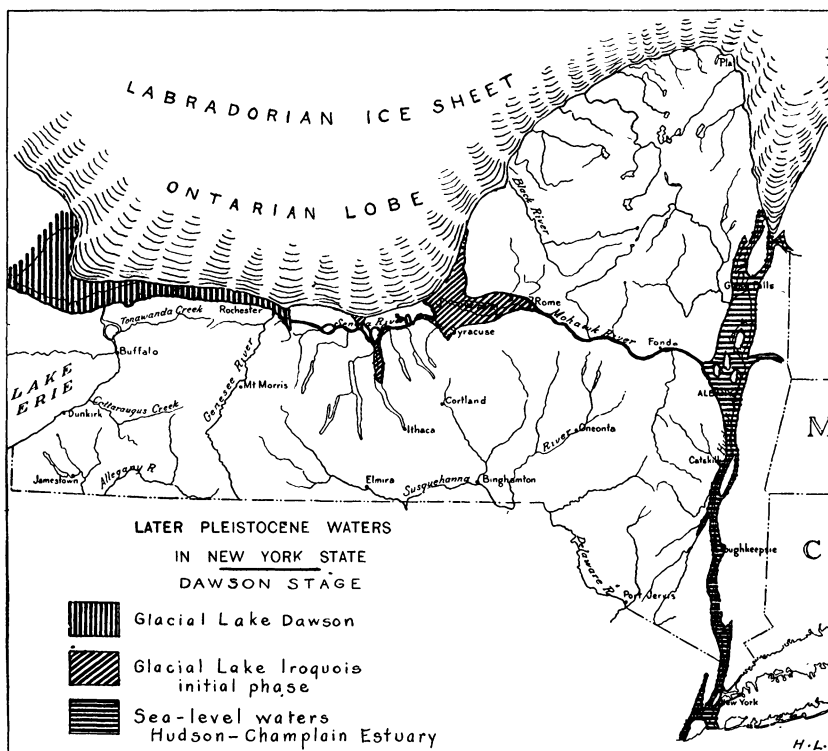 LABRADORIAN ICE SHEET
ONTARIAN LOBE
Pla
Black River
Glens Falls
Tonawanda Creek
Rochester
Seneca River
Syracuse
Rome
Mohawk River
Fonda
Buffalo
LAKE
ERIE
Genesee River
Mt Morris
Cattaraugus Creek
Dunkirk
Cortland
Ithaca
River
Oneonta
ALBANY
M
Catskill
Jamestown
Allegany R
Elmira
Susquehanna
Binghamton
LATER PLEISTOCENE WATERS
IN NEW YORK STATE
DAWSON STAGE
Delaware R
Port Jervis
Poughkeepsie
C
Glacial Lake Dawson
Glacial Lake Iroquois
initial phase
Sea-level waters
Hudson-Champlain Estuary
New York
H.L.